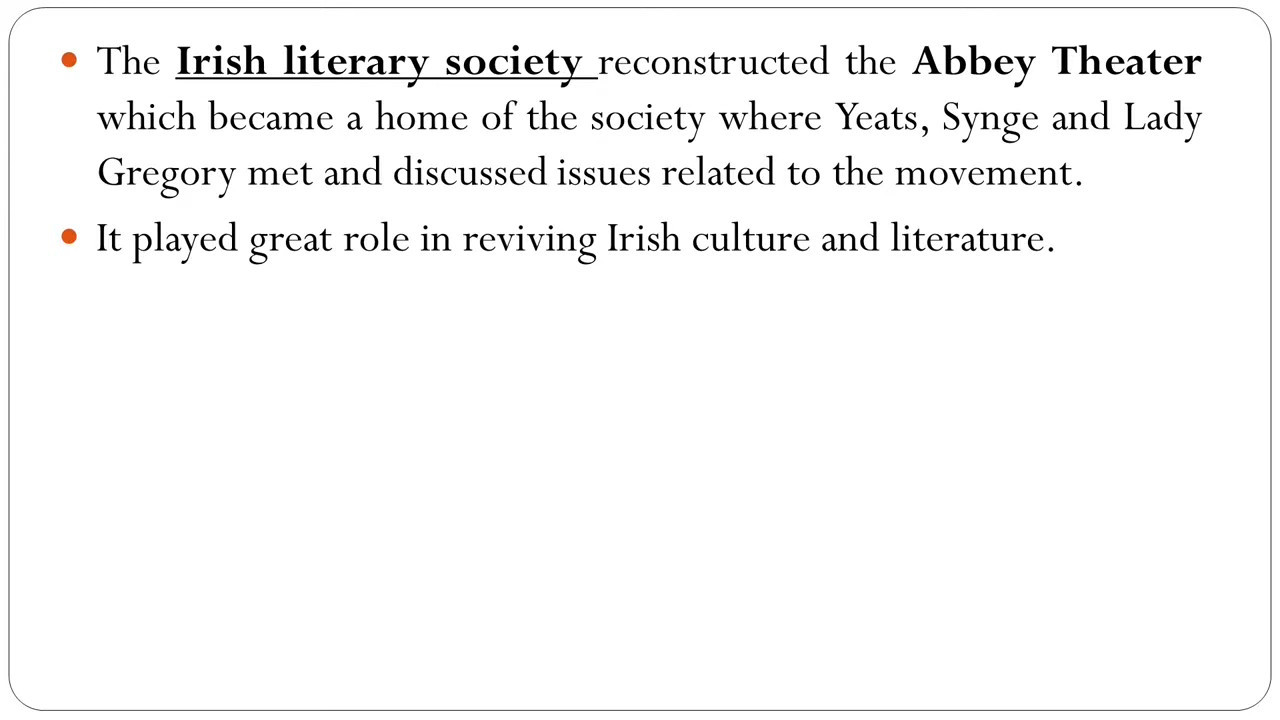 • The Irish literary society reconstructed the Abbey Theater
which became a home of the society where Yeats, Synge and Lady
Gregory met and discussed issues related to the movement.
• It played great role in reviving Irish culture and literature.